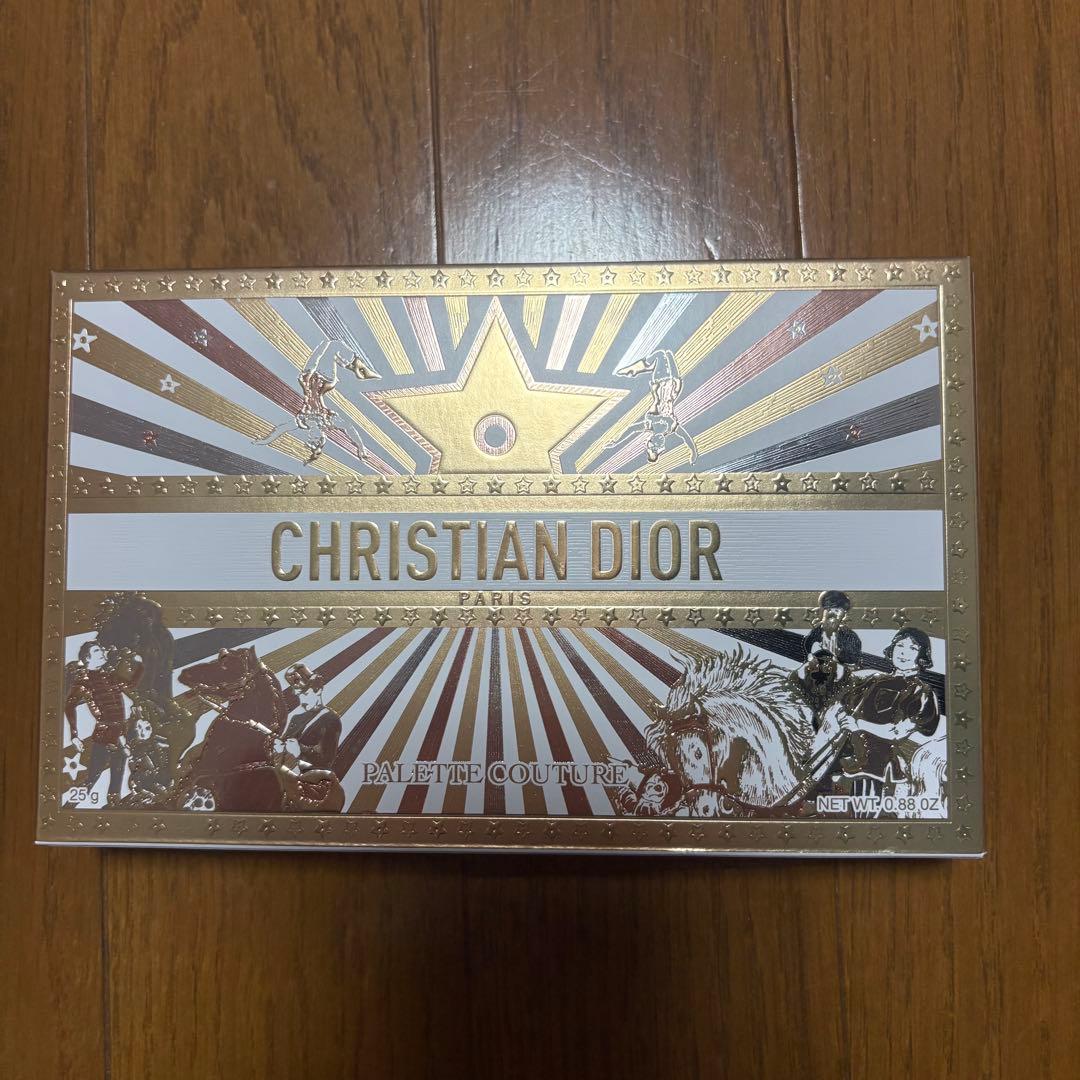 CHRISTIAN DIOR
PARIS
PALETTE COUTURE
25 g
NET WT. 0.88 OZ